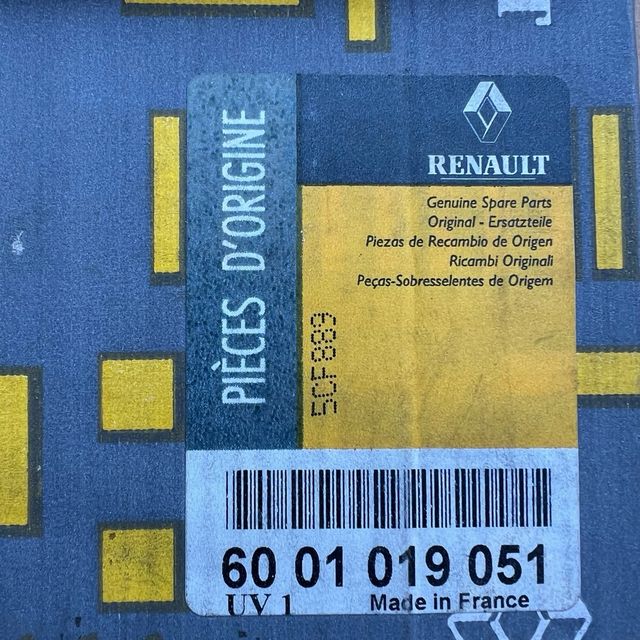 PIÈCES D'ORIGINE
RENAULT
Genuine Spare Parts
Original - Ersatzteile
Piezas de Recambio de Origen
Ricambi Originali
Peças-Sobresselentes de Origem
5CF889
60 01 019 051
UV 1
Made in France